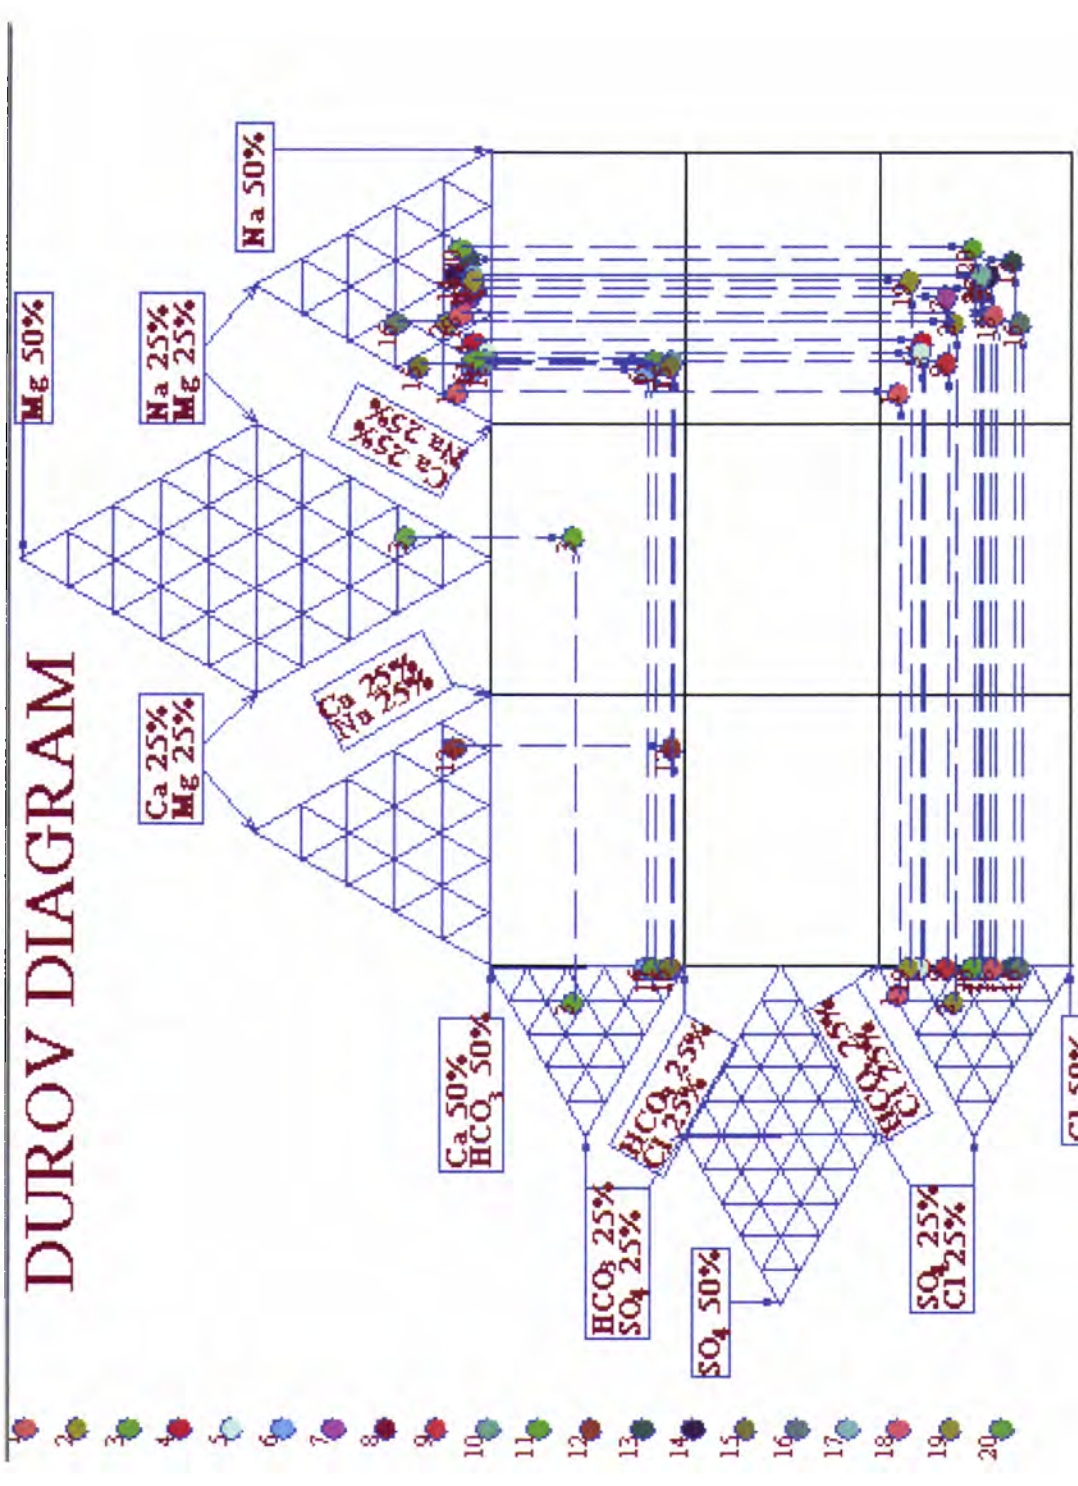 DUROV DIAGRAM
Mg 50%
Ca 25%
Mg 25%
Na 25%
Mg 25%
Na 50%
Ca 25%
Na 25%
Ca 25%
Na 25%
Ca 50%
HCO3 50%
HCO3 25%
SO4 25%
HCO3 25%
Cl 25%
SO4 50%
HCO3 25%
Cl 25%
SO4 25%
Cl 25%
Cl 50%
1
2
3
4
5
6
7
8
9
10
11
12
13
14
15
16
17
18
19
20